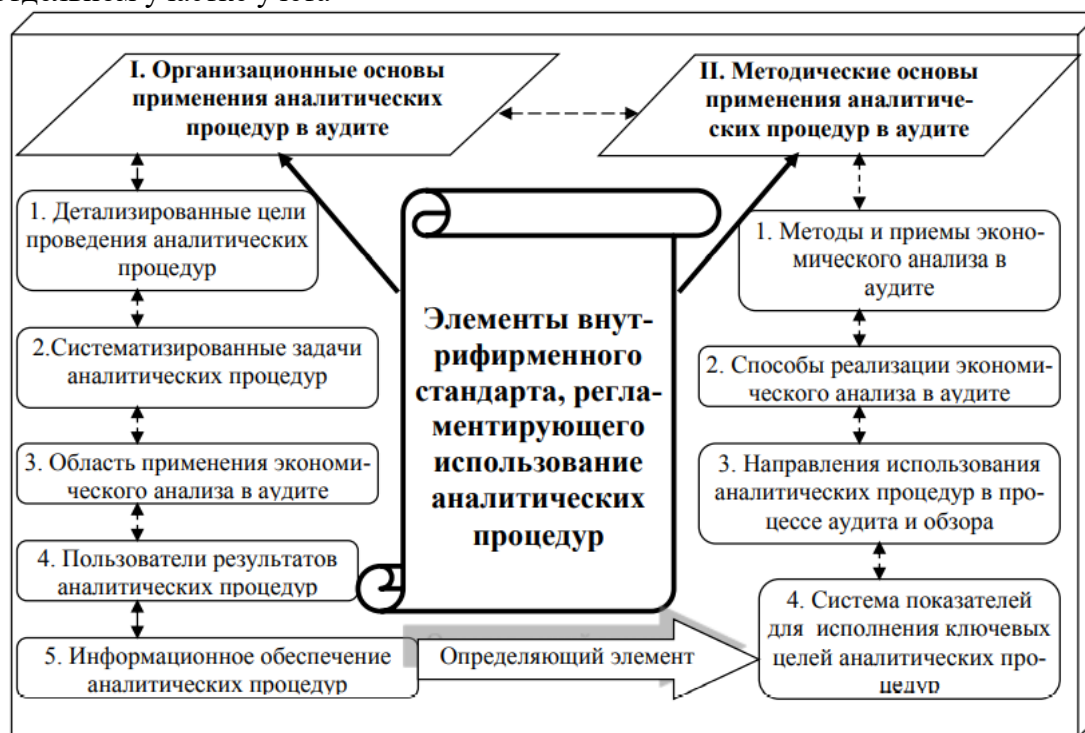 I. Организационные основы
применения аналитических
процедур в аудите
II. Методические основы
применения аналитиче-
ских процедур в аудите
1. Детализированные цели
проведения аналитических
процедур
2.Систематизированные задачи
аналитических процедур
3. Область применения экономи-
ческого анализа в аудите
4. Пользователи результатов
аналитических процедур
5. Информационное обеспечение
аналитических процедур
Элементы внут-
рифирменного
стандарта, регла-
ментирующего
использование
аналитических
процедур
Определяющий элемент
1. Методы и приемы эконо-
мического анализа в
аудите
2. Способы реализации экономи-
ческого анализа в аудите
3. Направления использования
аналитических процедур в про-
цессе аудита и обзора
4. Система показателей
для исполнения ключевых
целей аналитических про-
цедур